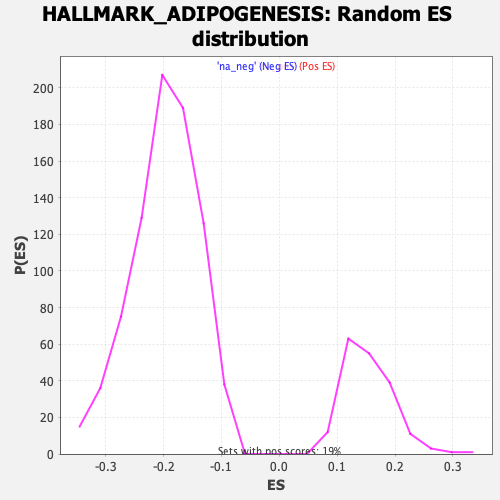 HALLMARK_ADIPOGENESIS: Random ES
distribution
'na_neg' (Neg ES) (Pos ES)
P(ES)
200
180
160
140
120
100
80
60
40
20
0
Sets with pos scores: 19%
-0.3 -0.2 -0.1 0.0 0.1 0.2 0.3
ES